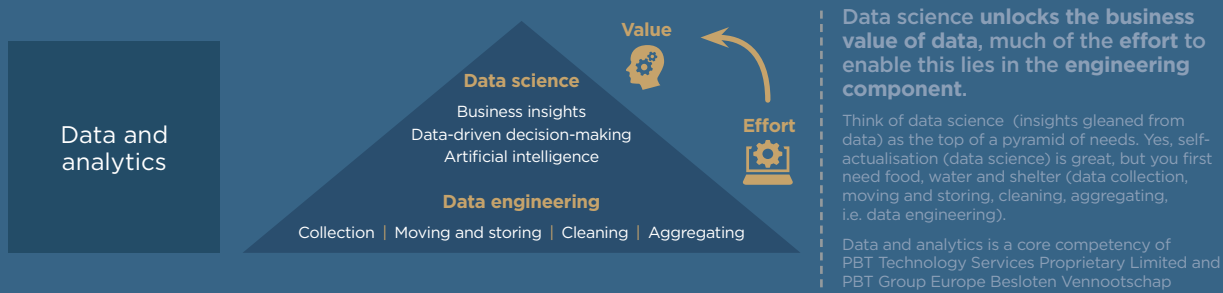 Data and
analytics
Value
Data science
Business insights
Data-driven decision-making
Artificial intelligence
Effort
Data engineering
Collection | Moving and storing | Cleaning | Aggregating
Data science unlocks the business
value of data, much of the effort to
enable this lies in the engineering
component.
Think of data science (insights gleaned from
data) as the top of a pyramid of needs. Yes, self-
actualisation (data science) is great, but you first
need food, water and shelter (data collection,
moving and storing, cleaning, aggregating,
i.e. data engineering).
Data and analytics is a core competency of
PBT Technology Services Proprietary Limited and
PBT Group Europe Besloten Vennootschap